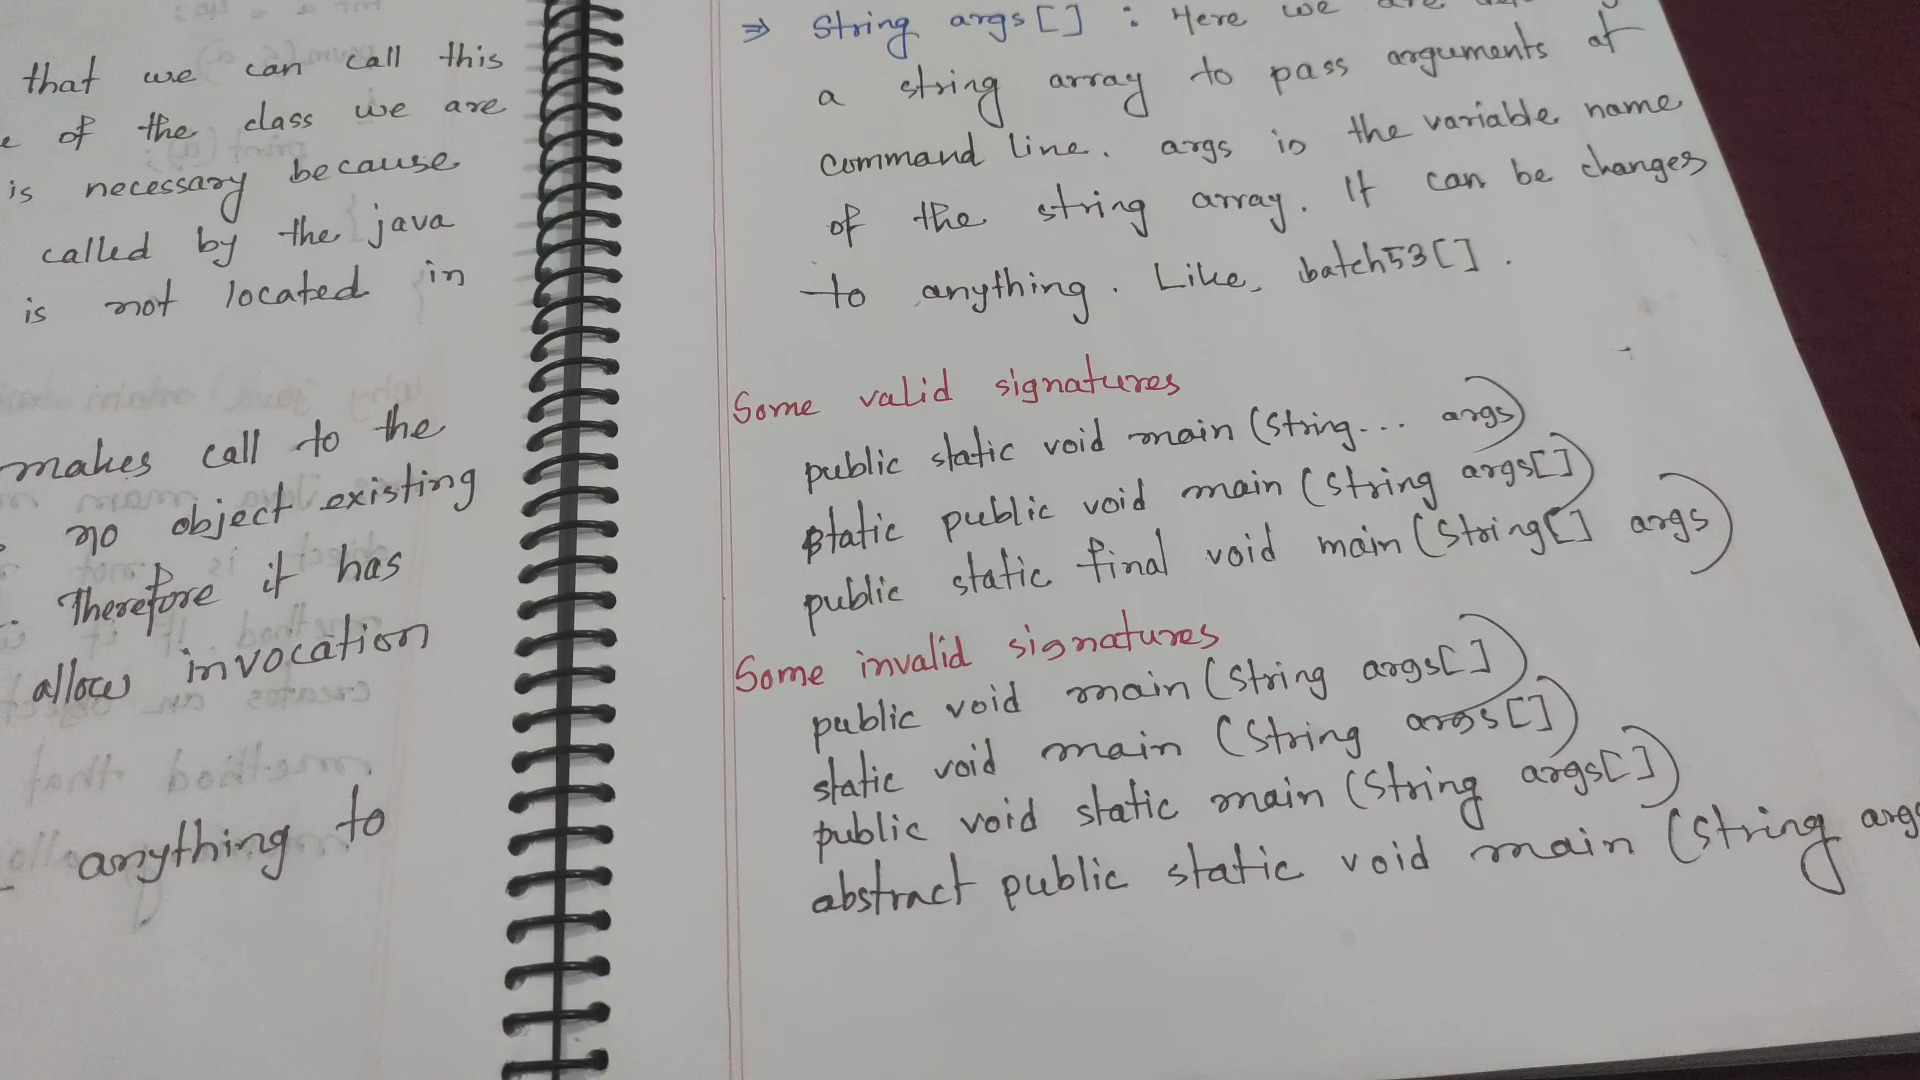 that we can call this
of the class we are
is necessary because
called by the java
is not located in
makes call to the
no object existing
. Therefore it has
allow invocation
anything to
⇒ String args[] : Here we are
a string array to pass arguments at
command line. args is the variable name
of the string array. It can be changes
to anything. Like, batch53[].
Some valid signatures
public static void main (String... args)
static public void main (String args[])
public static final void main (String[] args)
Some invalid signatures
public void main (String args[])
static void main (String args[])
public void static main (String args[])
abstract public static void main (String args